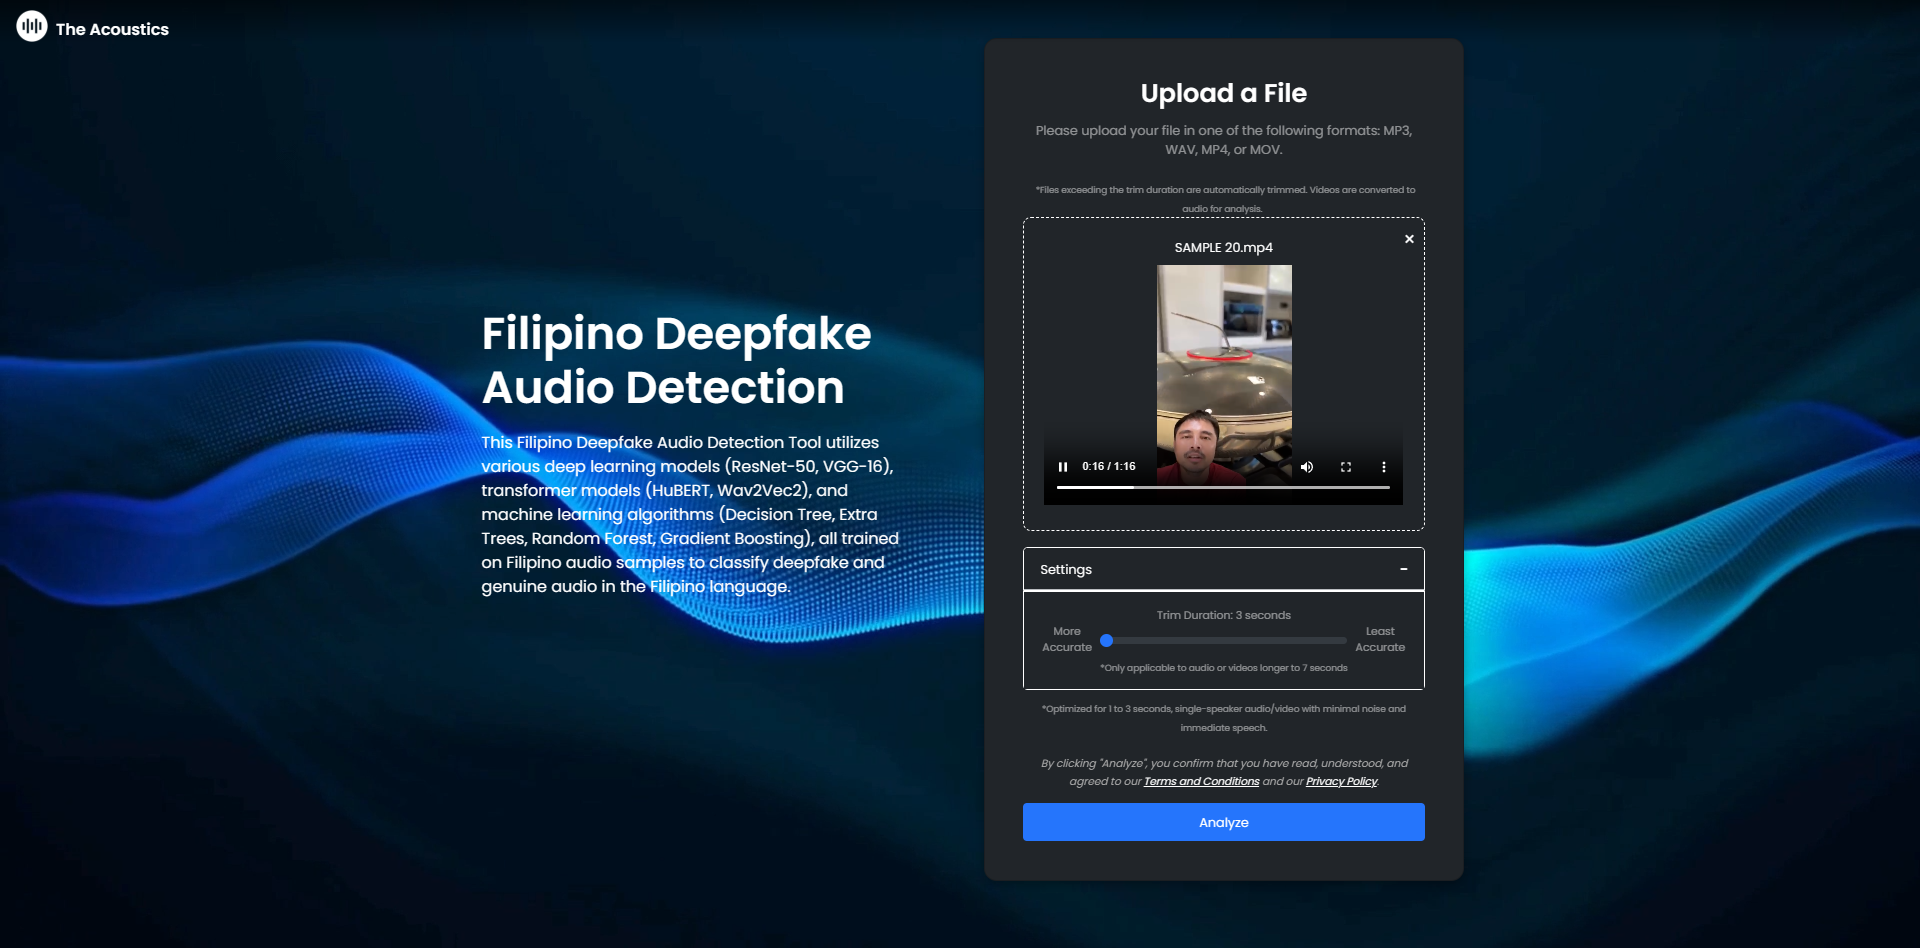 The Acoustics
Upload a File
Please upload your file in one of the following formats: MP3,
WAV, MP4, or MOV.
*Files exceeding the trim duration are automatically trimmed. Videos are converted to
audio for analysis.
SAMPLE 20.mp4
0:16 / 1:16
Filipino Deepfake
Audio Detection
This Filipino Deepfake Audio Detection Tool utilizes
various deep learning models (ResNet-50, VGG-16),
transformer models (HuBERT, Wav2Vec2), and
machine learning algorithms (Decision Tree, Extra
Trees, Random Forest, Gradient Boosting), all trained
on Filipino audio samples to classify deepfake and
genuine audio in the Filipino language.
Settings
Trim Duration: 3 seconds
More
Accurate
Least
Accurate
*Only applicable to audio or videos longer to 7 seconds
*Optimized for 1 to 3 seconds, single-speaker audio/video with minimal noise and
immediate speech.
By clicking "Analyze", you confirm that you have read, understood, and
agreed to our Terms and Conditions and our Privacy Policy.
Analyze